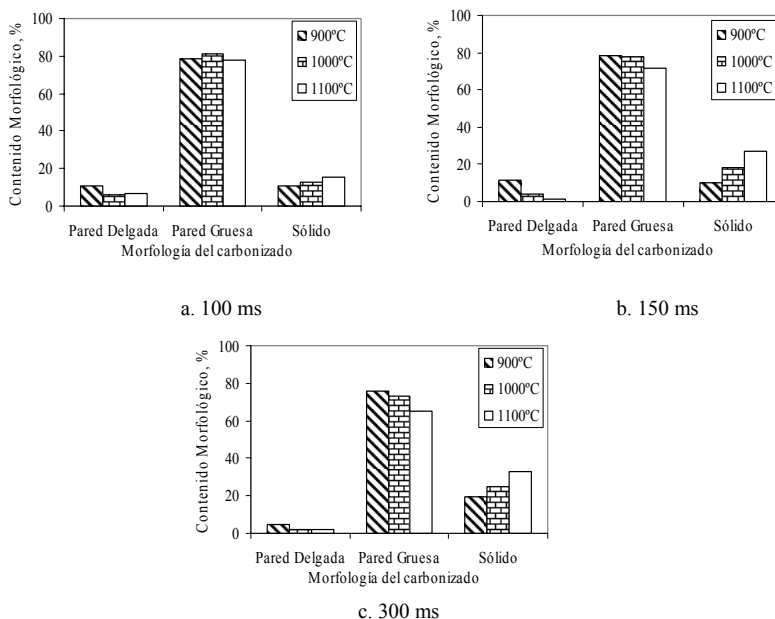 Contenido Morfológico, %
100
80
60
40
20
0
900ºC
1000ºC
1100ºC
Pared Delgada Pared Gruesa Sólido
Morfología del carbonizado
a. 100 ms
Contenido Morfológico, %
100
80
60
40
20
0
900ºC
1000ºC
1100ºC
Pared Delgada Pared Gruesa Sólido
Morfología del carbonizado
b. 150 ms
Contenido Morfológico, %
100
80
60
40
20
0
900ºC
1000ºC
1100ºC
Pared Delgada Pared Gruesa Sólido
Morfología del carbonizado
c. 300 ms